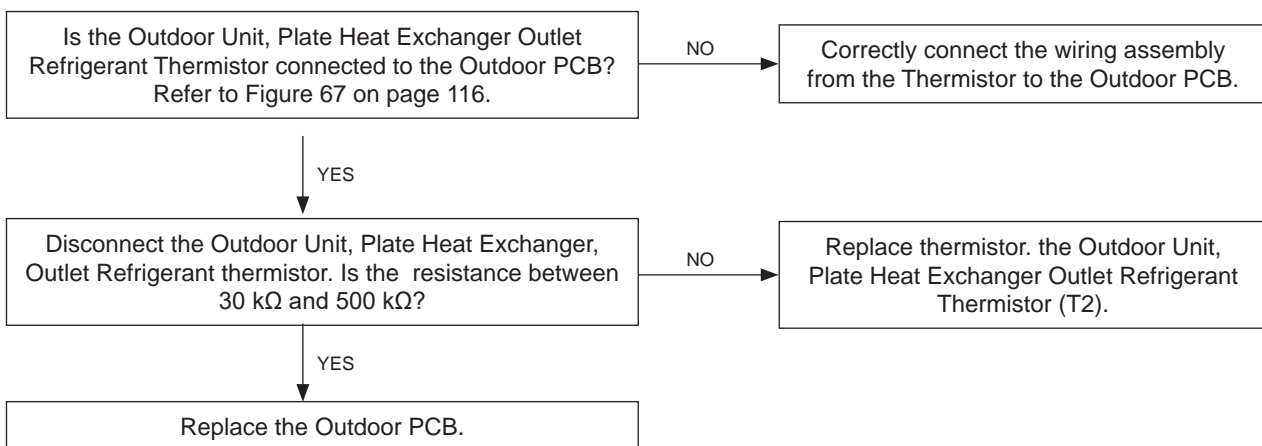 Is the Outdoor Unit, Plate Heat Exchanger Outlet
Refrigerant Thermistor connected to the Outdoor PCB?
Refer to Figure 67 on page 116.
NO
Correctly connect the wiring assembly
from the Thermistor to the Outdoor PCB.
YES
Disconnect the Outdoor Unit, Plate Heat Exchanger,
Outlet Refrigerant thermistor. Is the  resistance between
30 kΩ and 500 kΩ?
NO
Replace thermistor. the Outdoor Unit,
Plate Heat Exchanger Outlet Refrigerant
Thermistor (T2).
YES
Replace the Outdoor PCB.